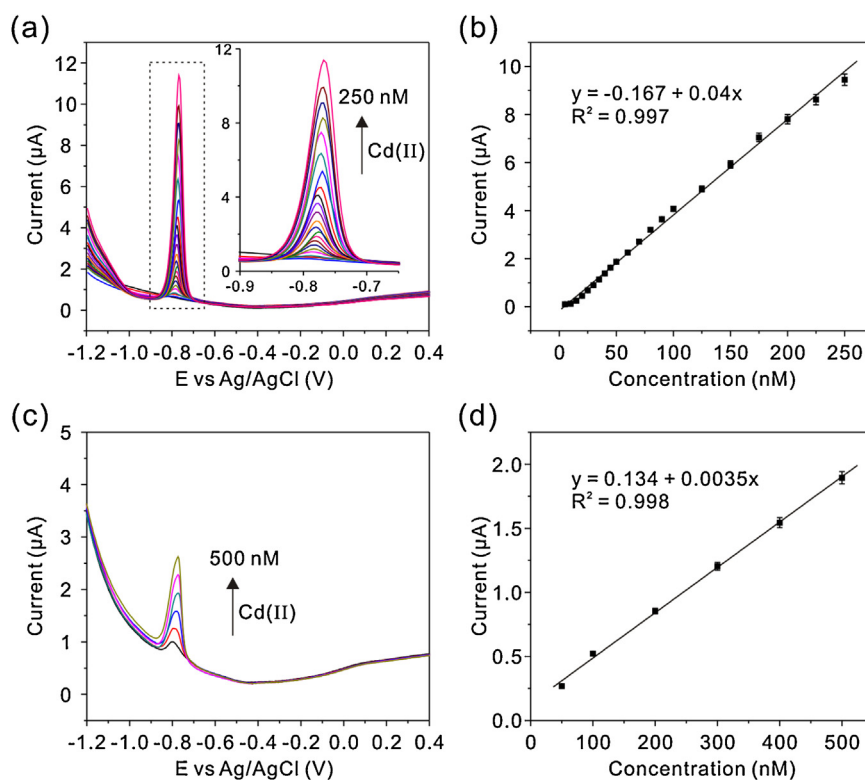 (a)
Current (μA)
12
10
8
6
4
2
0
-1.2 -1.0 -0.8 -0.6 -0.4 -0.2 0.0 0.2 0.4
E vs Ag/AgCl (V)
12
8
4
0
-0.9 -0.8 -0.7
250 nM
Cd(II)
(b)
Current (μA)
10
8
6
4
2
0
0 50 100 150 200 250
Concentration (nM)
y = -0.167 + 0.04x
R² = 0.997
(c)
Current (μA)
5
4
3
2
1
0
-1.2 -1.0 -0.8 -0.6 -0.4 -0.2 0.0 0.2 0.4
E vs Ag/AgCl (V)
500 nM
Cd(II)
(d)
Current (μA)
2.0
1.5
1.0
0.5
0.0
0 100 200 300 400 500
Concentration (nM)
y = 0.134 + 0.0035x
R² = 0.998